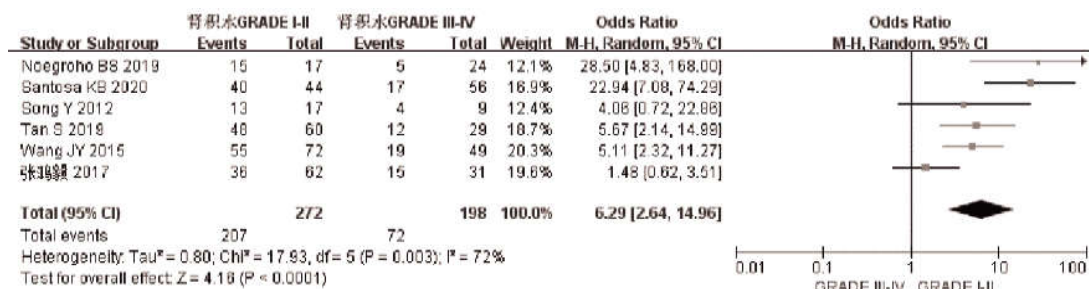 肾积水GRADE I-II 肾积水GRADE III-IV Odds Ratio Odds Ratio
Study or Subgroup Events Total Events Total Weight M-H, Random, 95% CI M-H, Random, 95% CI
Noegroho BS 2019 15 17 5 24 12.1% 28.50 [4.83, 168.00]
Santosa KB 2020 40 44 17 56 16.9% 22.94 [7.08, 74.29]
Song Y 2012 13 17 4 9 12.4% 4.06 [0.72, 22.86]
Tan S 2019 48 60 12 29 18.7% 5.67 [2.14, 14.99]
Wang JY 2015 55 72 19 49 20.3% 5.11 [2.32, 11.27]
2017 36 62 15 31 19.6% 1.48 [0.62, 3.51]
Total (95% CI) 272 198 100.0% 6.29 [2.64, 14.96]
Total events 207 72
Heterogeneity: Tau² = 0.80; Chi² = 17.93, df = 5 (P = 0.003); I² = 72%
Test for overall effect: Z = 4.16 (P < 0.0001)
0.01 0.1 1 10 100
GRADE III-IV GRADE I-II